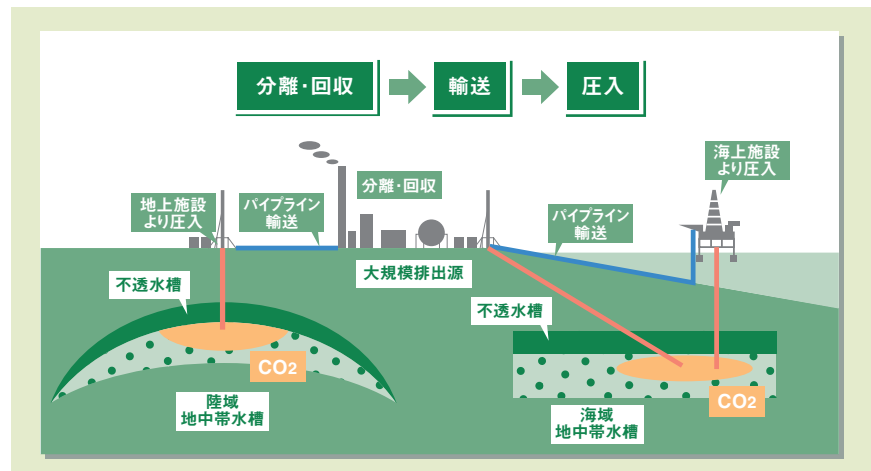 分離・回収
輸送
圧入
海上施設
より圧入
分離・回収
地上施設
より圧入
パイプライン
輸送
パイプライン
輸送
大規模排出源
不透水槽
不透水槽
CO2
CO2
陸域
地中帯水槽
海域
地中帯水槽